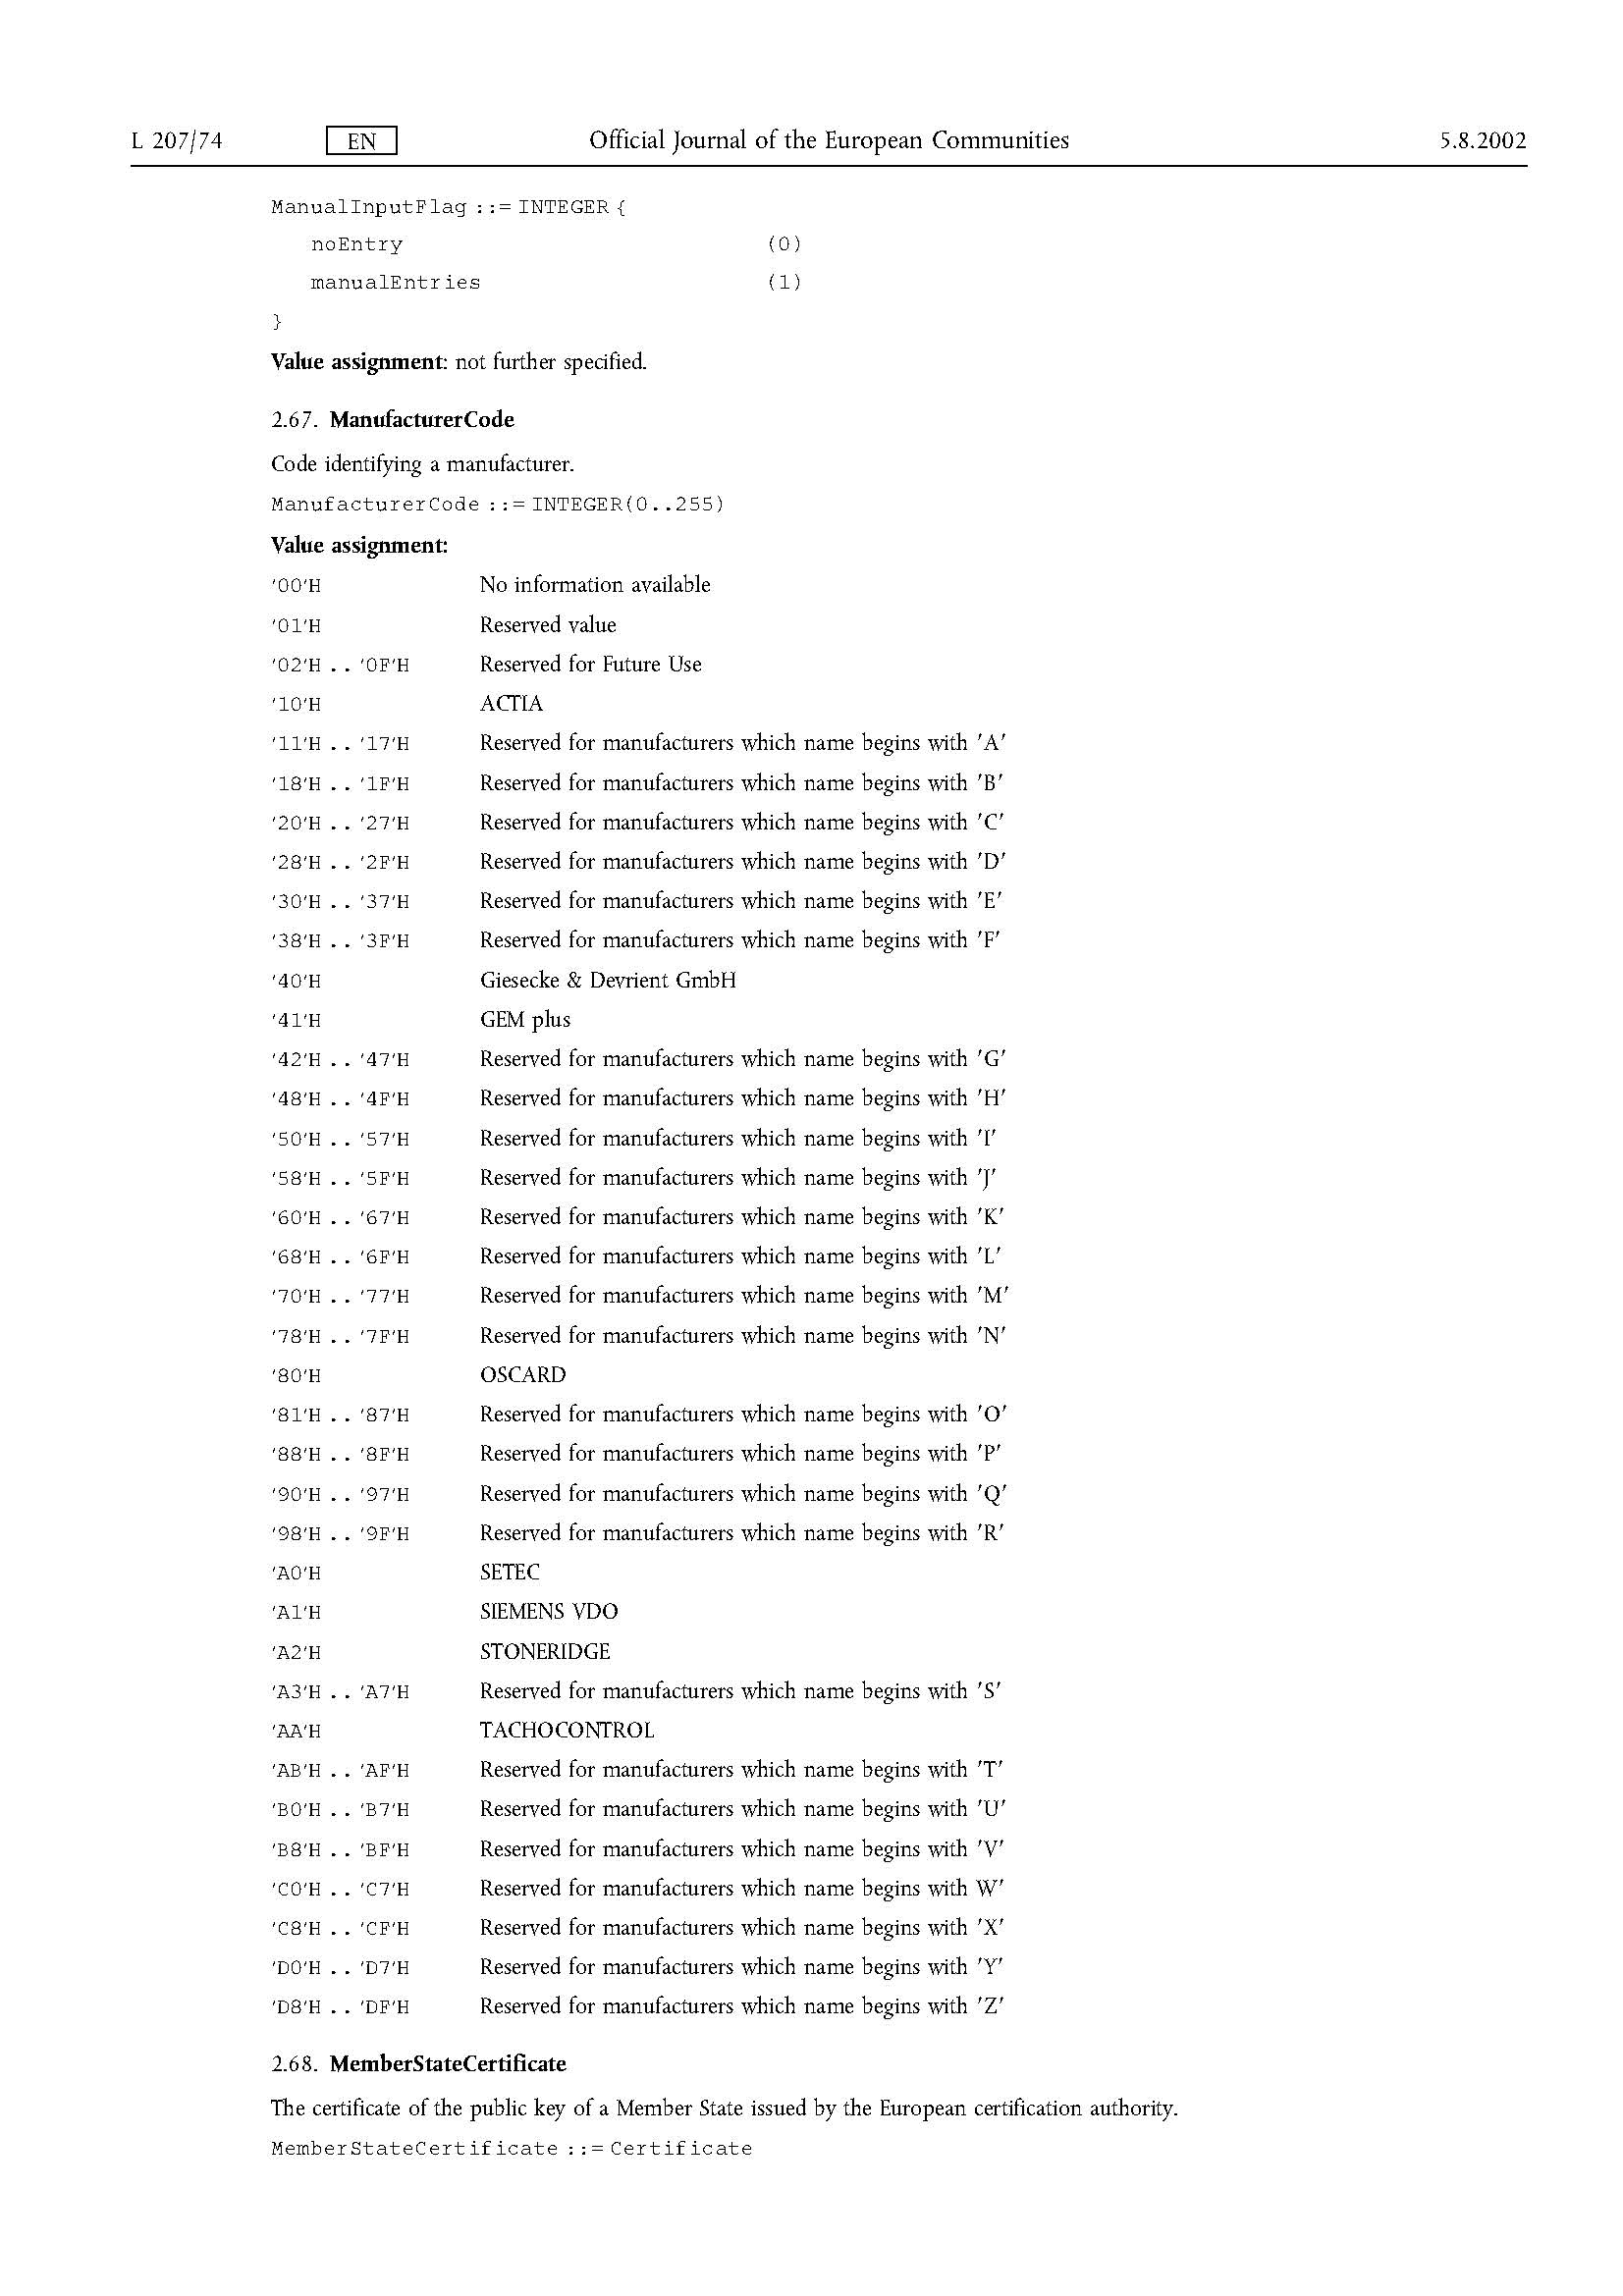 L 207/74 EN Official Journal of the European Communities 5.8.2002
ManualInputFlag ::= INTEGER {
noEntry (0)
manualEntries (1)
}
Value assignment: not further specified.
2.67. ManufacturerCode
Code identifying a manufacturer.
ManufacturerCode ::= INTEGER(0..255)
Value assignment:
'00'H No information available
'01'H Reserved value
'02'H .. '0F'H Reserved for Future Use
'10'H ACTIA
'11'H .. '17'H Reserved for manufacturers which name begins with 'A'
'18'H .. '1F'H Reserved for manufacturers which name begins with 'B'
'20'H .. '27'H Reserved for manufacturers which name begins with 'C'
'28'H .. '2F'H Reserved for manufacturers which name begins with 'D'
'30'H .. '37'H Reserved for manufacturers which name begins with 'E'
'38'H .. '3F'H Reserved for manufacturers which name begins with 'F'
'40'H Giesecke & Devrient GmbH
'41'H GEM plus
'42'H .. '47'H Reserved for manufacturers which name begins with 'G'
'48'H .. '4F'H Reserved for manufacturers which name begins with 'H'
'50'H .. '57'H Reserved for manufacturers which name begins with 'I'
'58'H .. '5F'H Reserved for manufacturers which name begins with 'J'
'60'H .. '67'H Reserved for manufacturers which name begins with 'K'
'68'H .. '6F'H Reserved for manufacturers which name begins with 'L'
'70'H .. '77'H Reserved for manufacturers which name begins with 'M'
'78'H .. '7F'H Reserved for manufacturers which name begins with 'N'
'80'H OSCARD
'81'H .. '87'H Reserved for manufacturers which name begins with 'O'
'88'H .. '8F'H Reserved for manufacturers which name begins with 'P'
'90'H .. '97'H Reserved for manufacturers which name begins with 'Q'
'98'H .. '9F'H Reserved for manufacturers which name begins with 'R'
'A0'H SETEC
'A1'H SIEMENS VDO
'A2'H STONERIDGE
'A3'H .. 'A7'H Reserved for manufacturers which name begins with 'S'
'AA'H TACHOCONTROL
'AB'H .. 'AF'H Reserved for manufacturers which name begins with 'T'
'B0'H .. 'B7'H Reserved for manufacturers which name begins with 'U'
'B8'H .. 'BF'H Reserved for manufacturers which name begins with 'V'
'C0'H .. 'C7'H Reserved for manufacturers which name begins with W'
'C8'H .. 'CF'H Reserved for manufacturers which name begins with 'X'
'D0'H .. 'D7'H Reserved for manufacturers which name begins with 'Y'
'D8'H .. 'DF'H Reserved for manufacturers which name begins with 'Z'
2.68. MemberStateCertificate
The certificate of the public key of a Member State issued by the European certification authority.
MemberStateCertificate ::= Certificate